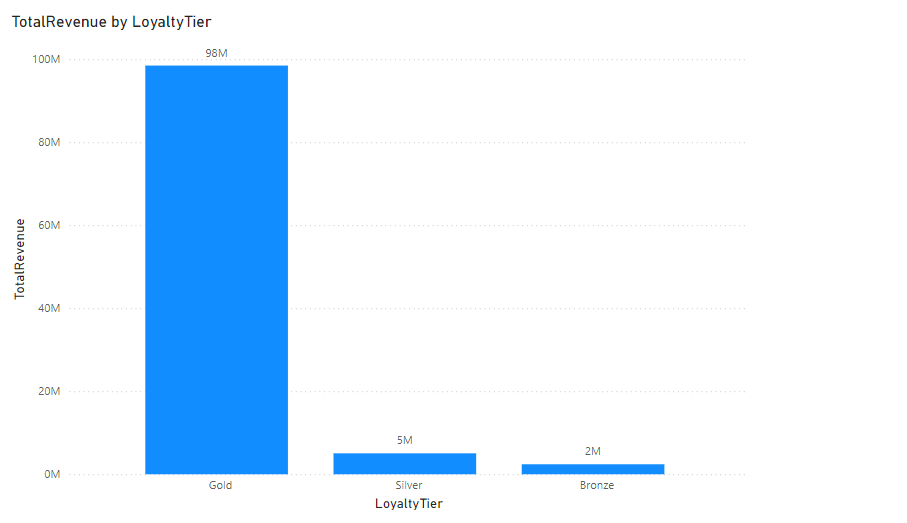 TotalRevenue by LoyaltyTier
98M
100M
80M
60M
40M
20M
0M
5M
2M
TotalRevenue
Gold
Silver
Bronze
LoyaltyTier